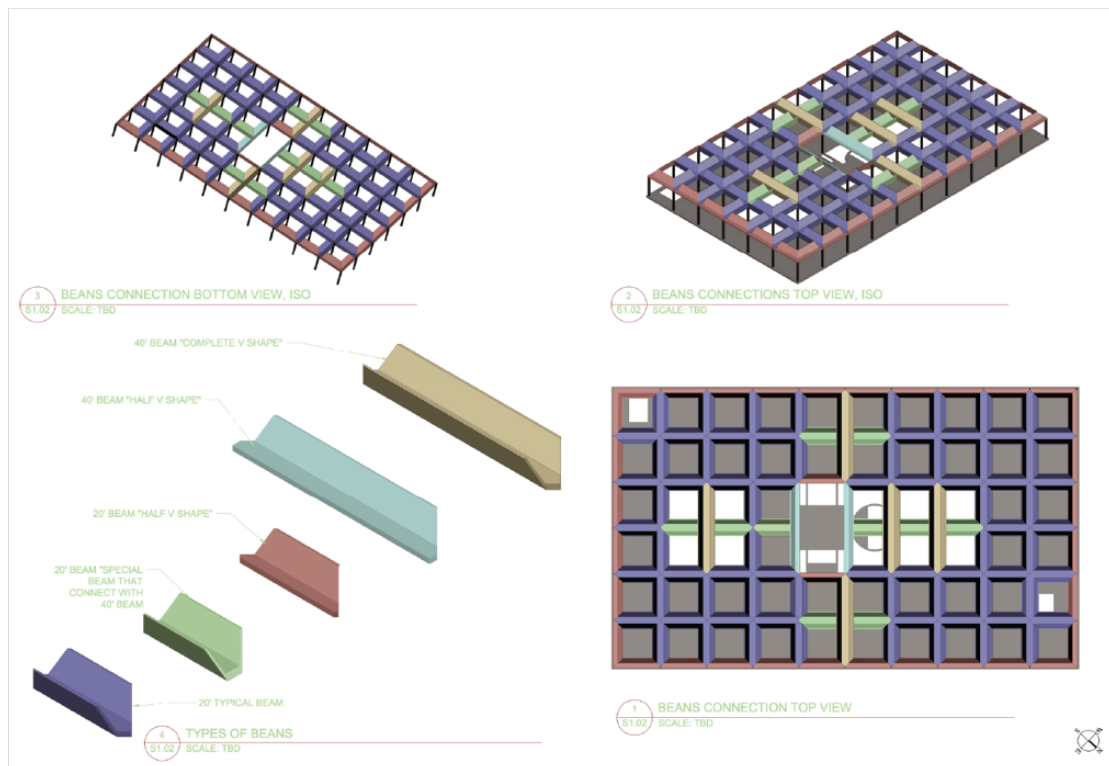 3
S1.02
BEANS CONNECTION BOTTOM VIEW, ISO
SCALE: TBD
2
S1.02
BEANS CONNECTIONS TOP VIEW, ISO
SCALE: TBD
40' BEAM "COMPLETE V SHAPE"
40' BEAM "HALF V SHAPE"
20' BEAM "HALF V SHAPE"
20' BEAM "SPECIAL
BEAM THAT
CONNECT WITH
40' BEAM
20' TYPICAL BEAM
4
S1.02
TYPES OF BEANS
SCALE: TBD
1
S1.02
BEANS CONNECTION TOP VIEW
SCALE: TBD